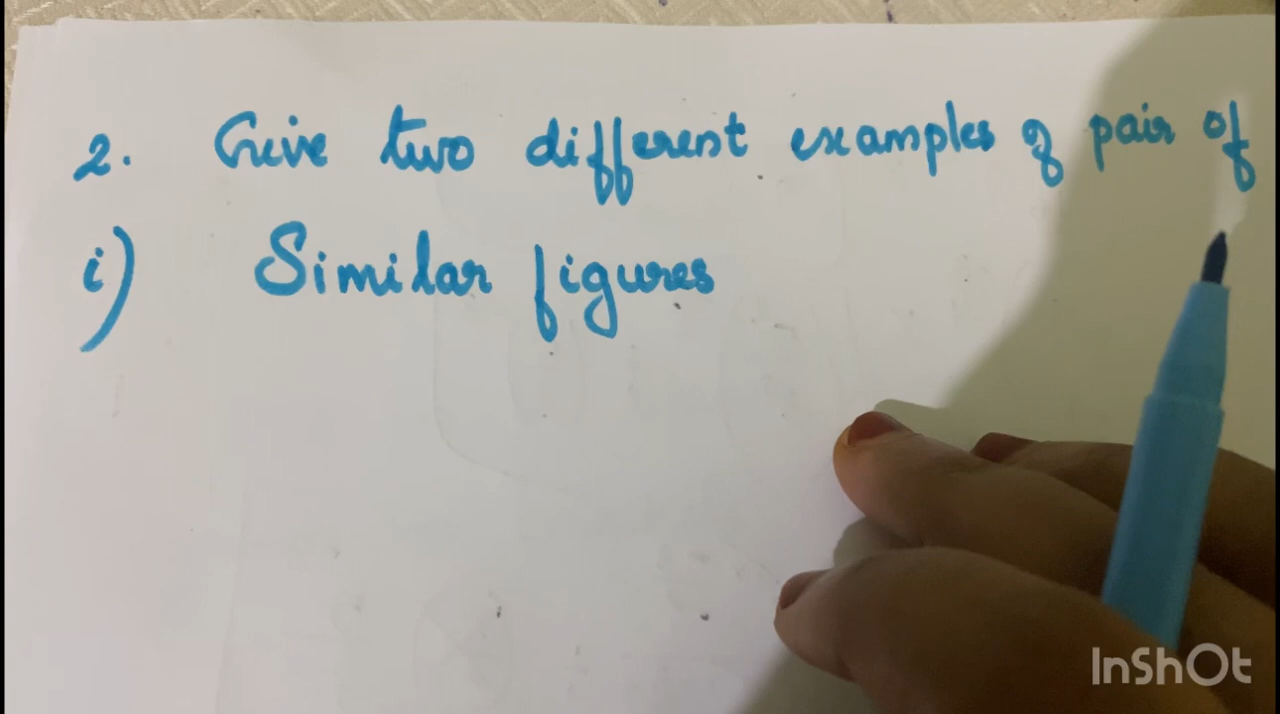 2. Give two different examples of pair of
i) Similar figures
InShOt